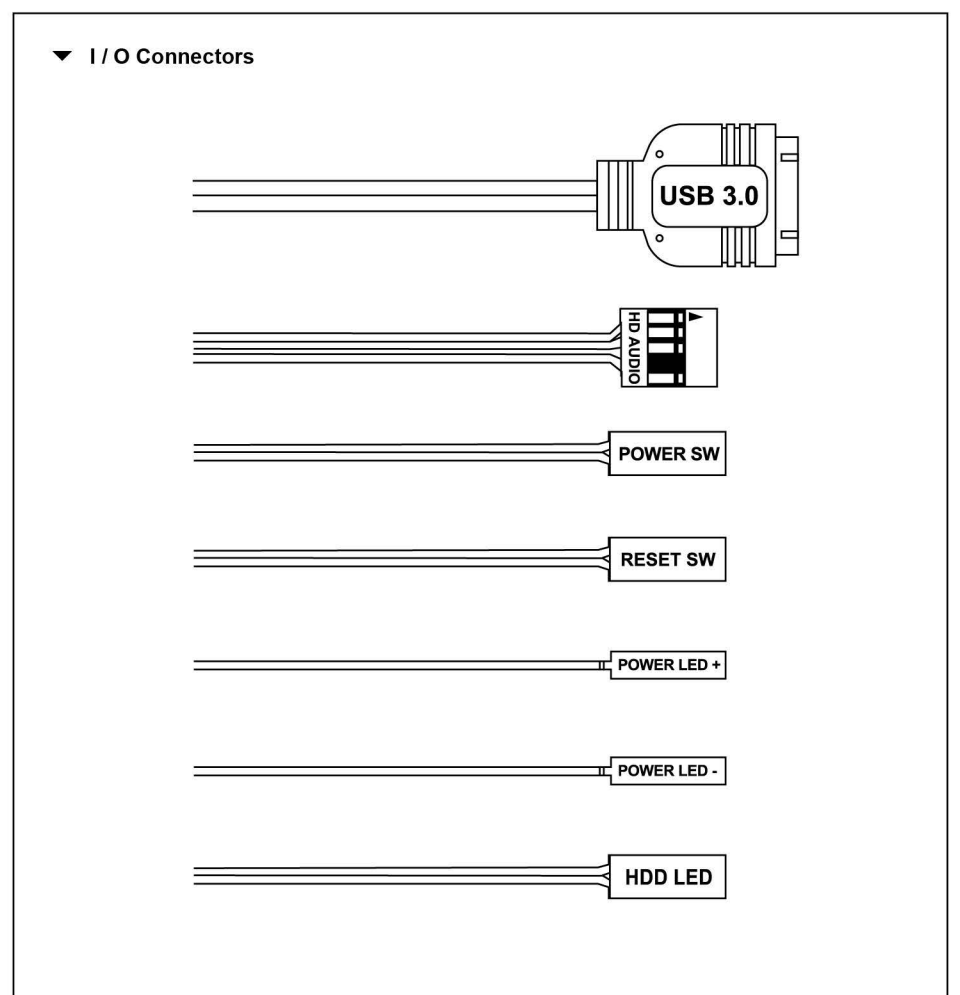 I / O Connectors
USB 3.0
HD AUDIO
POWER SW
RESET SW
POWER LED +
POWER LED -
HDD LED